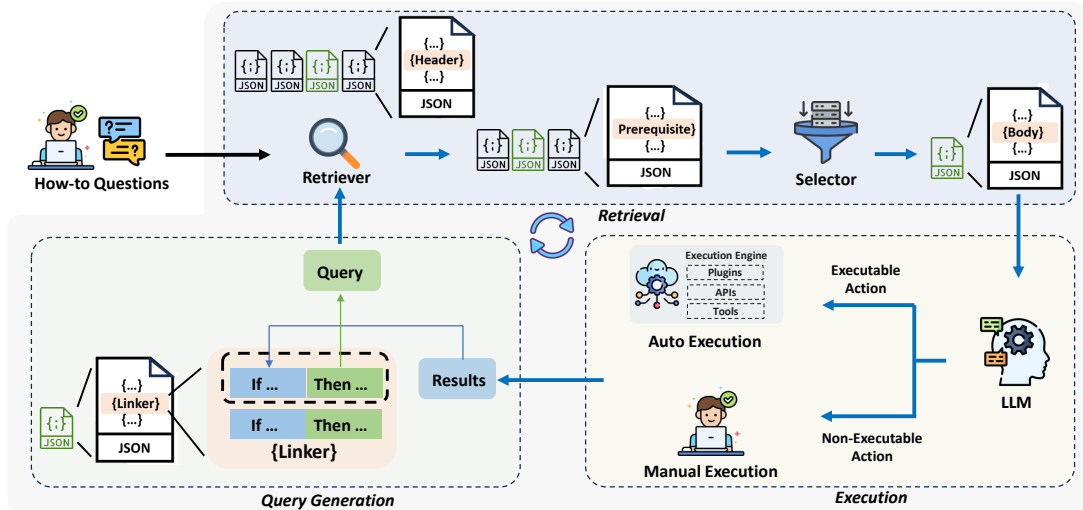 {...}
{Header}
{...}
JSON
{;}
JSON
{;}
JSON
{;}
JSON
{;}
JSON
How-to Questions
Retriever
{;}
JSON
{;}
JSON
{;}
JSON
{...}
Prerequisite}
{...}
JSON
Selector
{;}
JSON
{...}
{Body}
{...}
JSON
Retrieval
Query
If ...
Then ...
If ...
Then ...
{Linker}
Results
{;}
JSON
{...}
{Linker}
{...}
JSON
Query Generation
Execution Engine
Plugins
APIs
Tools
Auto Execution
Executable
Action
LLM
Non-Executable
Action
Manual Execution
Execution